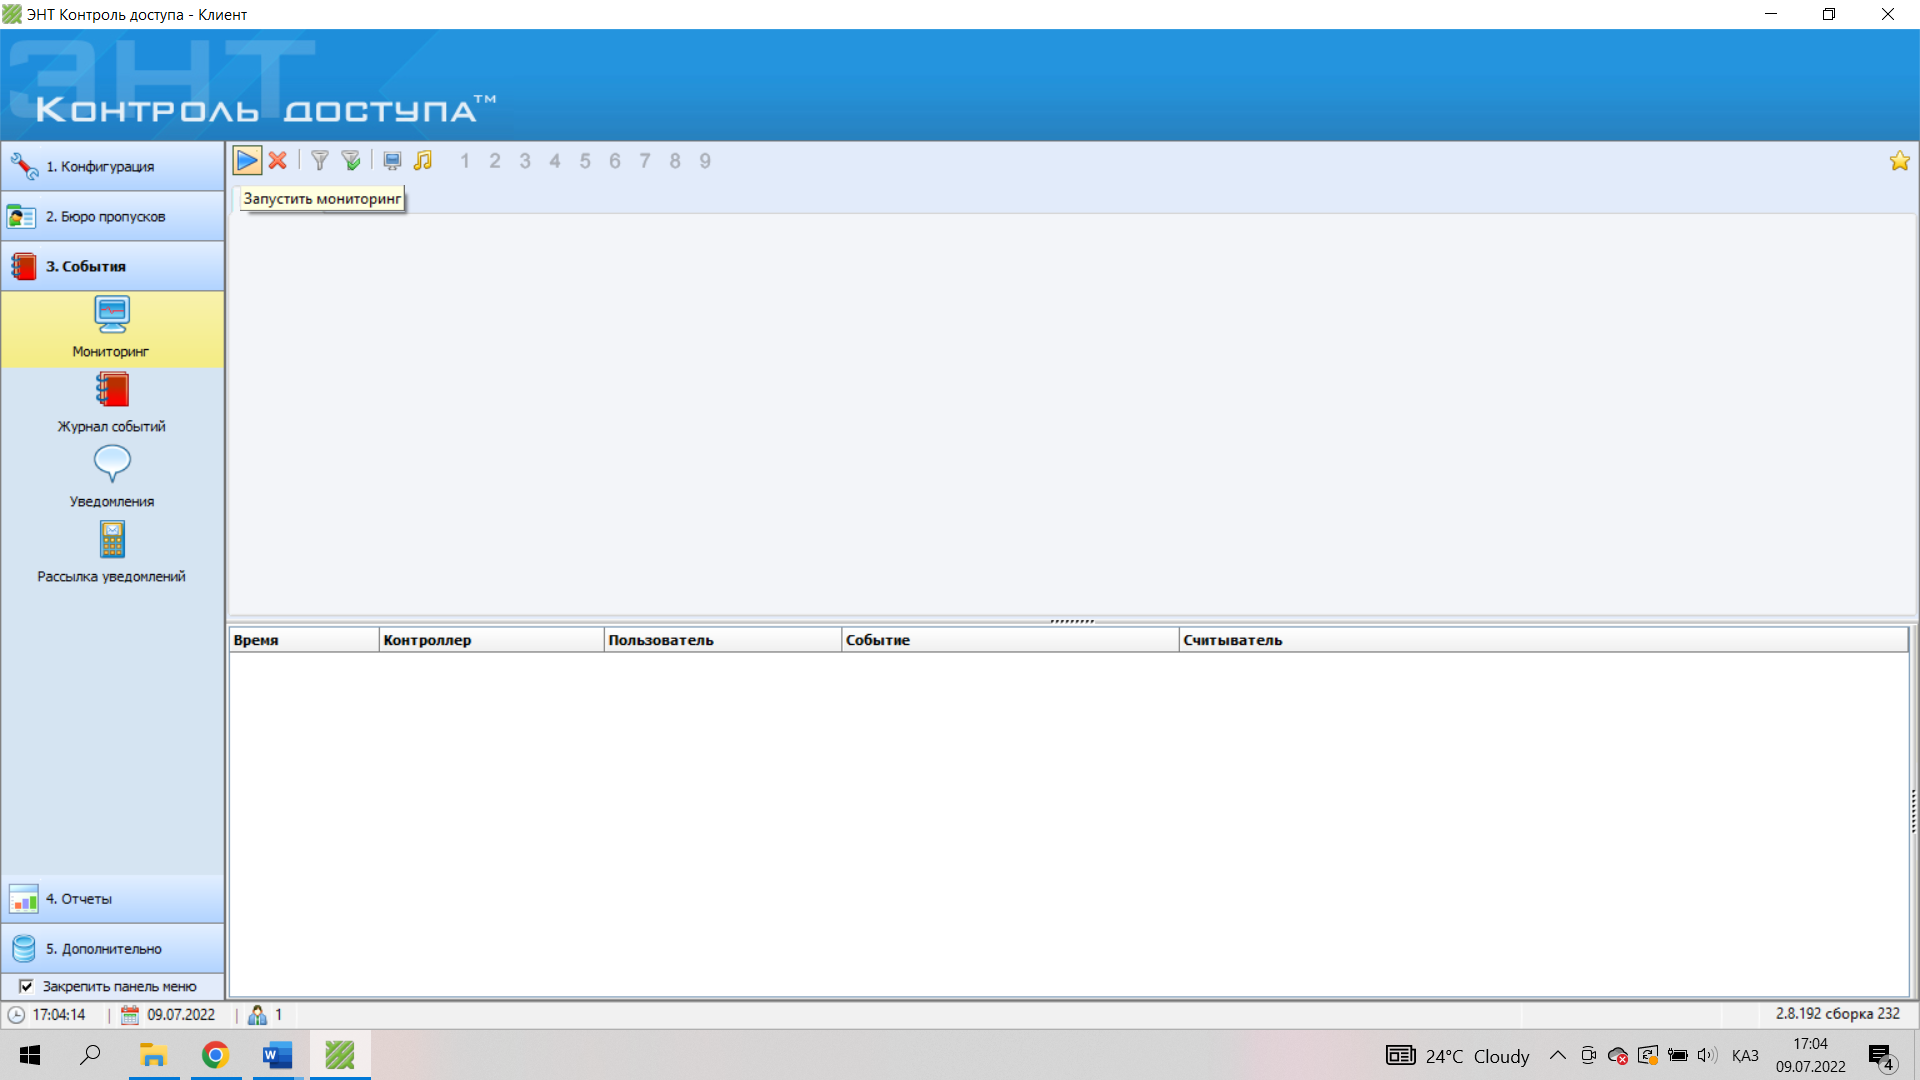 ЭНТ Контроль доступа - Клиент
ЭНТ
Контроль доступа™
1. Конфигурация
2. Бюро пропусков
3. События
Мониторинг
Журнал событий
Уведомления
Рассылка уведомлений
4. Отчеты
5. Дополнительно
Закрепить панель меню
1 2 3 4 5 6 7 8 9
Запустить мониторинг
Время Контроллер Пользователь Событие Считыватель
17:04:14 | 09.07.2022 | 1
2.8.192 сборка 232
W
24°C Cloudy
ҚАЗ
17:04
09.07.2022
4